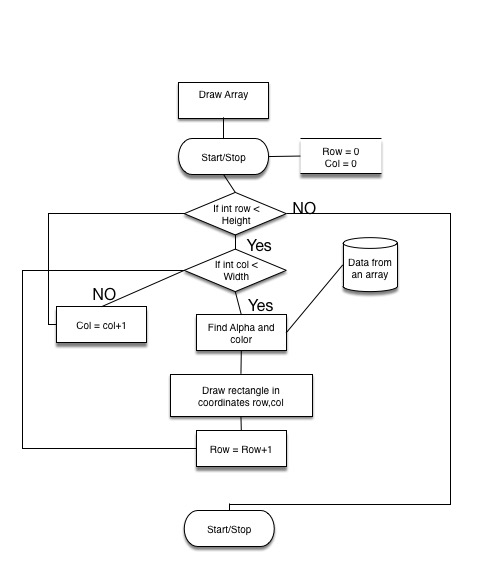 Draw Array
Start/Stop
Row = 0
Col = 0
If int row <
Height
NO
Yes
If int col <
Width
Data from
an array
NO
Yes
Col = col+1
Find Alpha and
color
Draw rectangle in
coordinates row,col
Row = Row+1
Start/Stop